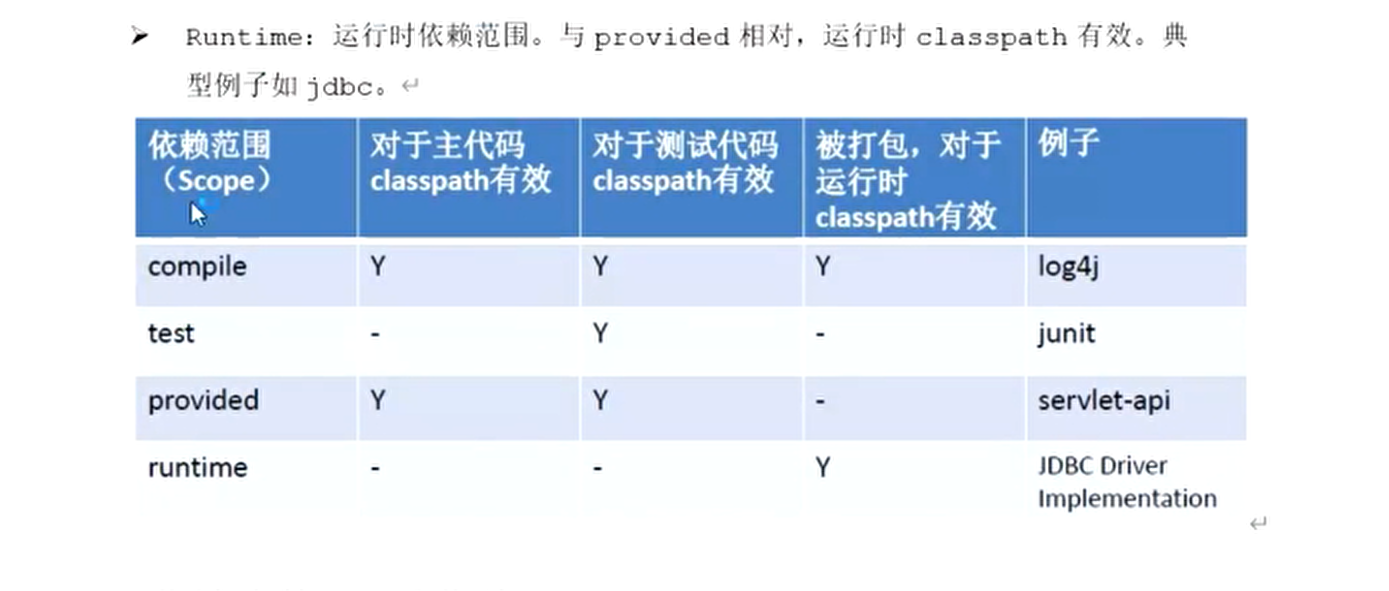 ➢ Runtime：运行时依赖范围。与 provided 相对，运行时 classpath 有效。典
型例子如 jdbc。↵
依赖范围
（Scope）
对于主代码
classpath有效
对于测试代码
classpath有效
被打包，对于
运行时
classpath有效
例子
compile Y Y Y log4j
test - Y - junit
provided Y Y - servlet-api
runtime - - Y JDBC Driver
Implementation
↵